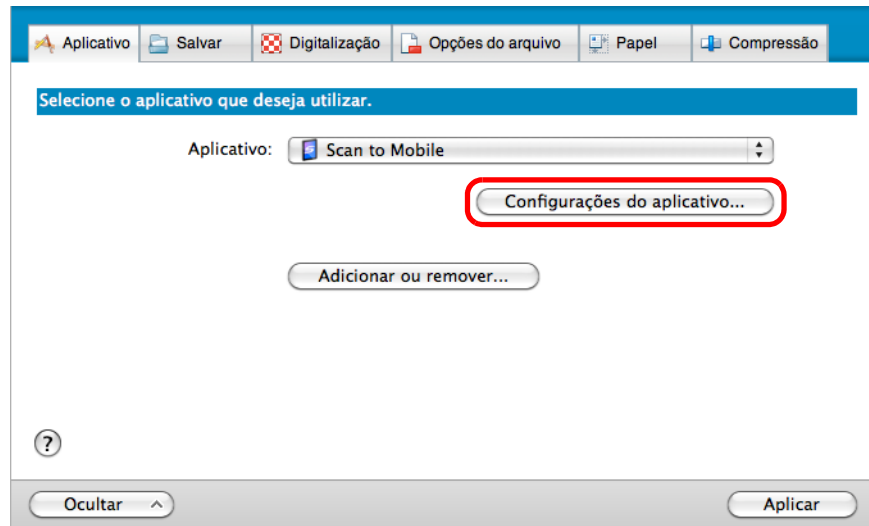 Aplicativo Salvar Digitalização Opções do arquivo Papel Compressão
Selecione o aplicativo que deseja utilizar.
Aplicativo: Scan to Mobile
Configurações do aplicativo...
Adicionar ou remover...
?
Ocultar Aplicar